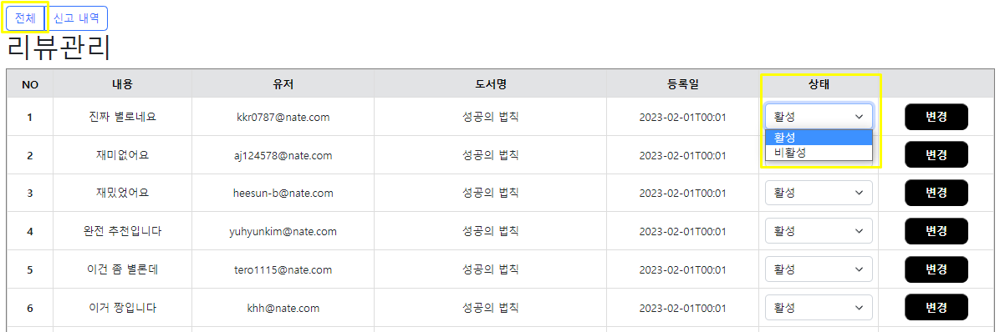 전체 신고 내역
리뷰관리
NO 내용 유저 도서명 등록일 상태
1 진짜 별로네요 kkr0787@nate.com 성공의 법칙 2023-02-01T00:01 활성 변경
활성
비활성
2 재미없어요 aj124578@nate.com 성공의 법칙 2023-02-01T00:01 변경
3 재밌었어요 heesun-b@nate.com 성공의 법칙 2023-02-01T00:01 활성 변경
4 완전 추천입니다 yuhyunkim@nate.com 성공의 법칙 2023-02-01T00:01 활성 변경
5 이건 좀 별론데 tero1115@nate.com 성공의 법칙 2023-02-01T00:01 활성 변경
6 이거 짱입니다 khh@nate.com 성공의 법칙 2023-02-01T00:01 활성 변경